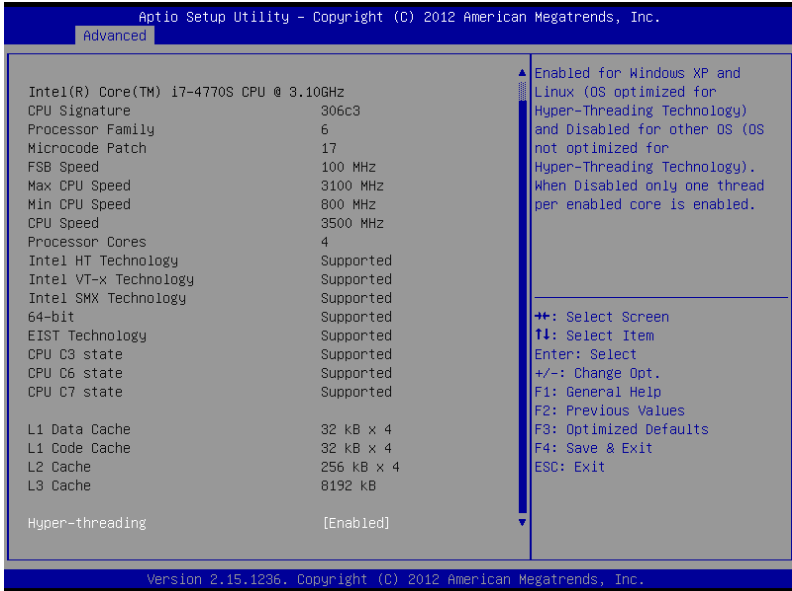 Aptio Setup Utility – Copyright (C) 2012 American Megatrends, Inc.
Advanced
Intel(R) Core(TM) i7-4770S CPU @ 3.10GHz
CPU Signature 306c3
Processor Family 6
Microcode Patch 17
FSB Speed 100 MHz
Max CPU Speed 3100 MHz
Min CPU Speed 800 MHz
CPU Speed 3500 MHz
Processor Cores 4
Intel HT Technology Supported
Intel VT-x Technology Supported
Intel SMX Technology Supported
64-bit Supported
EIST Technology Supported
CPU C3 state Supported
CPU C6 state Supported
CPU C7 state Supported
L1 Data Cache 32 kB x 4
L1 Code Cache 32 kB x 4
L2 Cache 256 kB x 4
L3 Cache 8192 kB
Hyper-threading [Enabled]
Enabled for Windows XP and
Linux (OS optimized for
Hyper-Threading Technology)
and Disabled for other OS (OS
not optimized for
Hyper-Threading Technology).
When Disabled only one thread
per enabled core is enabled.
→←: Select Screen
↑↓: Select Item
Enter: Select
+/-: Change Opt.
F1: General Help
F2: Previous Values
F3: Optimized Defaults
F4: Save & Exit
ESC: Exit
Version 2.15.1236. Copyright (C) 2012 American Megatrends, Inc.